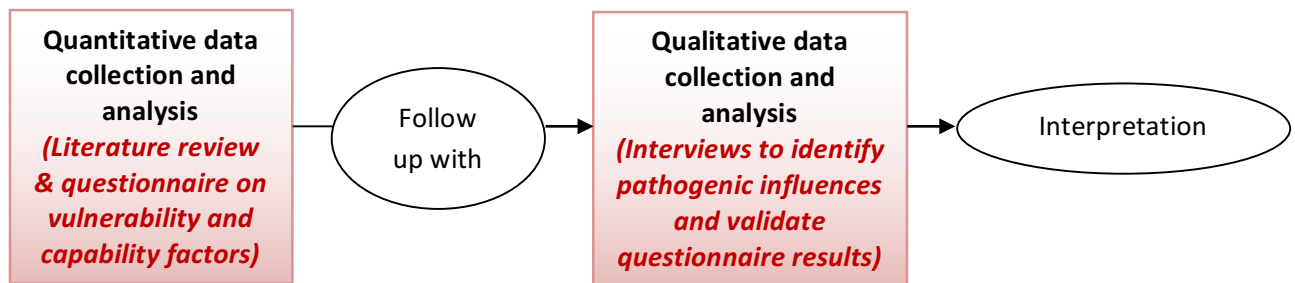 Quantitative data
collection and
analysis
(Literature review
& questionnaire on
vulnerability and
capability factors)
Follow
up with
Qualitative data
collection and
analysis
(Interviews to identify
pathogenic influences
and validate
questionnaire results)
Interpretation